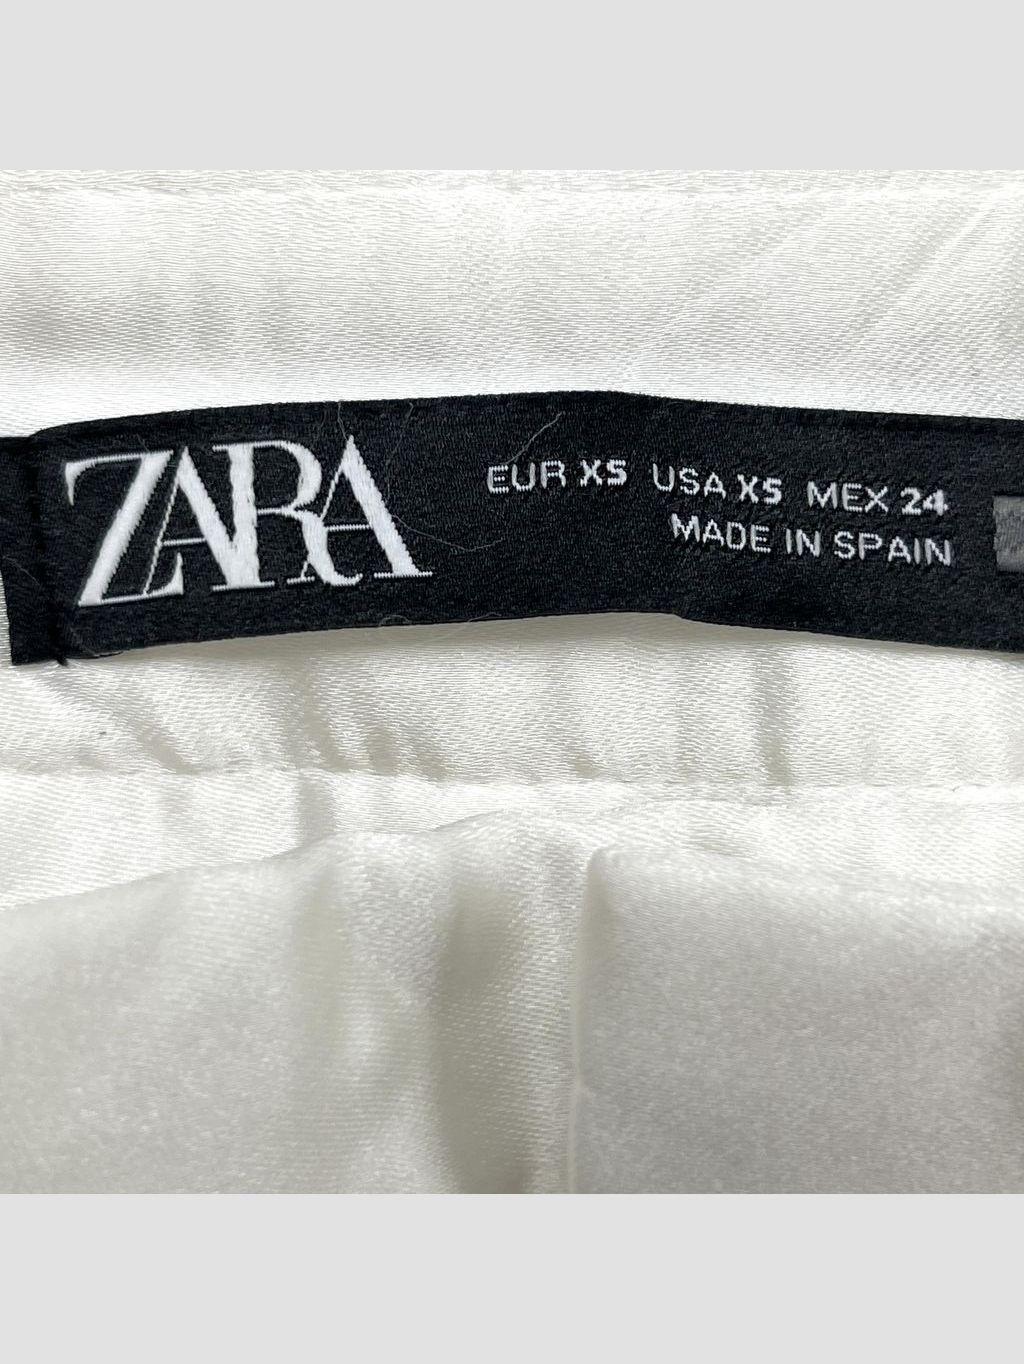 ZARA
EUR XS USA XS MEX 24
MADE IN SPAIN